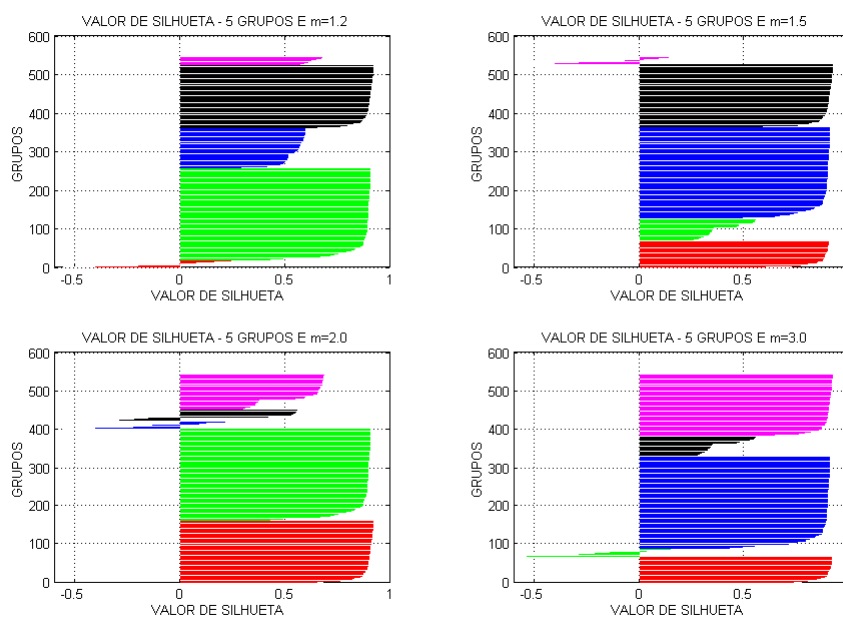 VALOR DE SILHUETA - 5 GRUPOS E m=1.2
600
500
400
300
200
100
0
GRUPOS
-0.5 0 0.5 1
VALOR DE SILHUETA
VALOR DE SILHUETA - 5 GRUPOS E m=1.5
600
500
400
300
200
100
0
GRUPOS
-0.5 0 0.5
VALOR DE SILHUETA
VALOR DE SILHUETA - 5 GRUPOS E m=2.0
600
500
400
300
200
100
0
GRUPOS
-0.5 0 0.5 1
VALOR DE SILHUETA
VALOR DE SILHUETA - 5 GRUPOS E m=3.0
600
500
400
300
200
100
0
GRUPOS
-0.5 0 0.5
VALOR DE SILHUETA